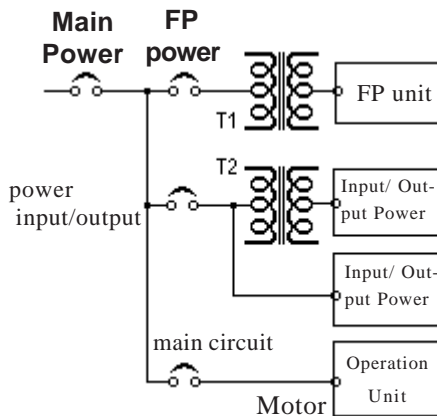 Main
Power
FP
power
T1
FP unit
T2
power
input/output
Input/ Out-
put Power
Input/ Out-
put Power
main circuit
Operation
Unit
Motor